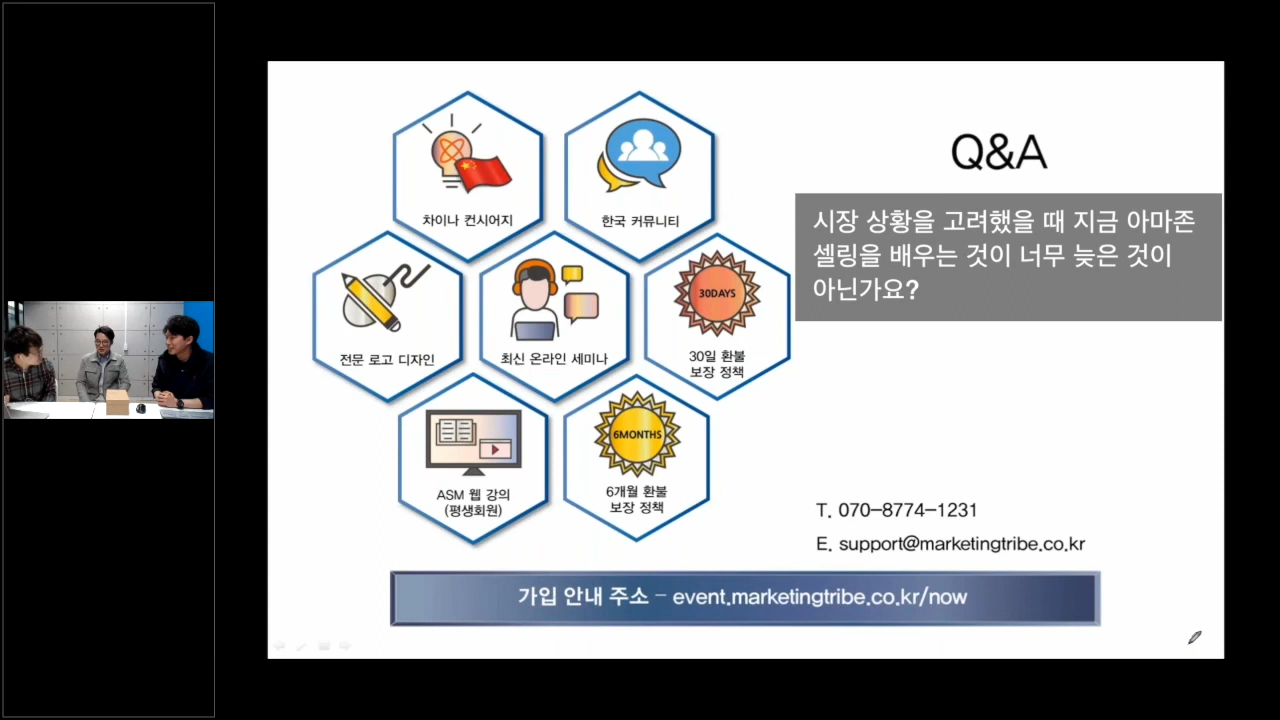 Q&A
시장 상황을 고려했을 때 지금 아마존
셀링을 배우는 것이 너무 늦은 것이
아닌가요?
차이나 컨시어지
한국 커뮤니티
전문 로고 디자인
최신 온라인 세미나
30DAYS
30일 환불
보장 정책
ASM 웹 강의
(평생회원)
6MONTHS
6개월 환불
보장 정책
T. 070-8774-1231
E. support@marketingtribe.co.kr
가입 안내 주소 - event.marketingtribe.co.kr/now